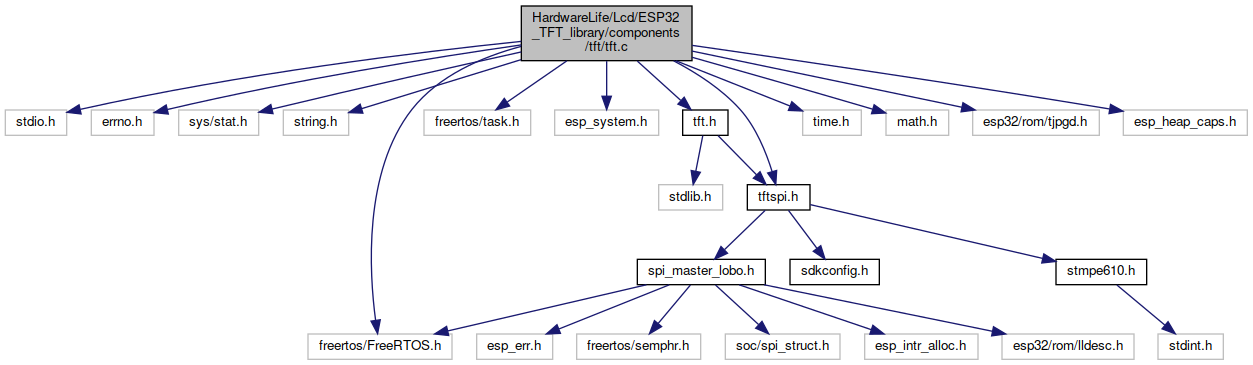 HardwareLife/Lcd/ESP32
_TFT_library/components
/tft/tft.c
stdio.h
errno.h
sys/stat.h
string.h
freertos/task.h
esp_system.h
tft.h
time.h
math.h
esp32/rom/tjpgd.h
esp_heap_caps.h
stdlib.h
tftspi.h
spi_master_lobo.h
sdkconfig.h
stmpe610.h
freertos/FreeRTOS.h
esp_err.h
freertos/semphr.h
soc/spi_struct.h
esp_intr_alloc.h
esp32/rom/lldesc.h
stdint.h